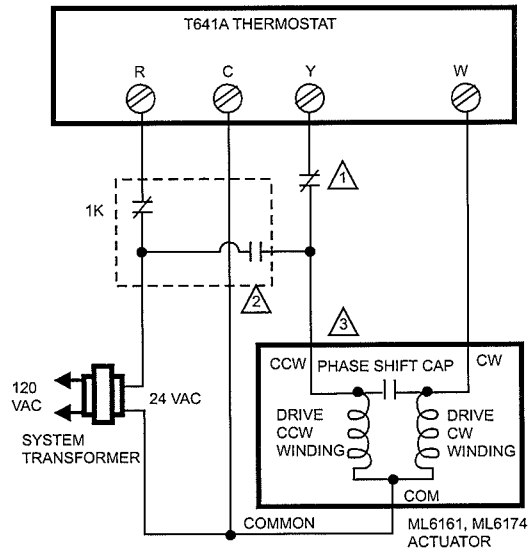 T641A THERMOSTAT
R
C
Y
W
1
1K
2
3
CCW
PHASE SHIFT CAP
CW
120
VAC
24 VAC
SYSTEM
TRANSFORMER
DRIVE
CCW
WINDING
DRIVE
CW
WINDING
COM
COMMON
ML6161, ML6174
ACTUATOR